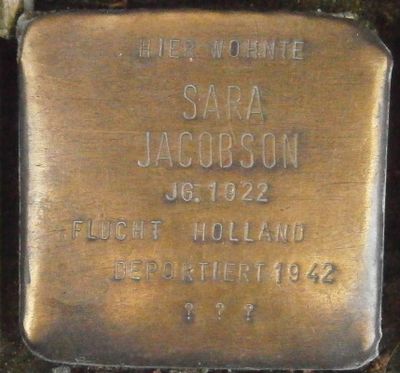 HIER WOHNTE
SARA
JACOBSON
JG. 1922
FLUCHT HOLLAND
DEPORTIERT 1942
? ? ?